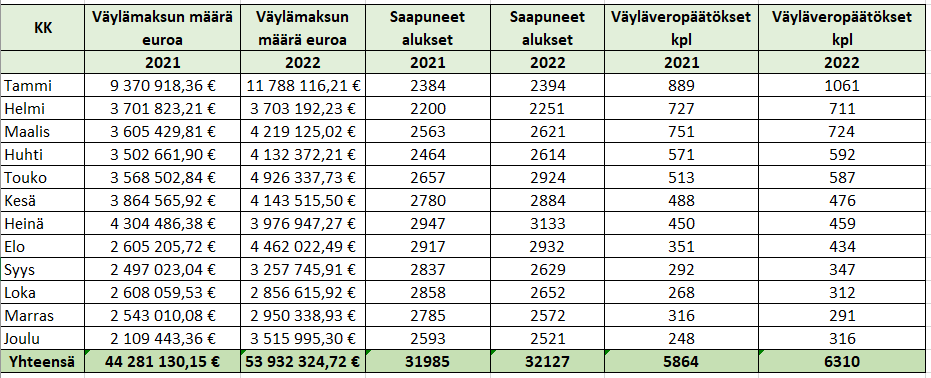 KK Väylämaksun määrä euroa Väylämaksun määrä euroa Saapuneet alukset Saapuneet alukset Väyläveropäätökset kpl Väyläveropäätökset kpl
2021 2022 2021 2022 2021 2022
Tammi 9 370 918,36 € 11 788 116,21 € 2384 2394 889 1061
Helmi 3 701 823,21 € 3 703 192,23 € 2200 2251 727 711
Maalis 3 605 429,81 € 4 219 125,02 € 2563 2621 751 724
Huhti 3 502 661,90 € 4 132 372,21 € 2464 2614 571 592
Touko 3 568 502,84 € 4 926 337,73 € 2657 2924 513 587
Kesä 3 864 565,92 € 4 143 515,50 € 2780 2884 488 476
Heinä 4 304 486,38 € 3 976 947,27 € 2947 3133 450 459
Elo 2 605 205,72 € 4 462 022,49 € 2917 2932 351 434
Syys 2 497 023,04 € 3 257 745,91 € 2837 2629 292 347
Loka 2 608 059,53 € 2 856 615,92 € 2858 2652 268 312
Marras 2 543 010,08 € 2 950 338,93 € 2785 2572 316 291
Joulu 2 109 443,36 € 3 515 995,30 € 2593 2521 248 316
Yhteensä 44 281 130,15 € 53 932 324,72 € 31985 32127 5864 6310